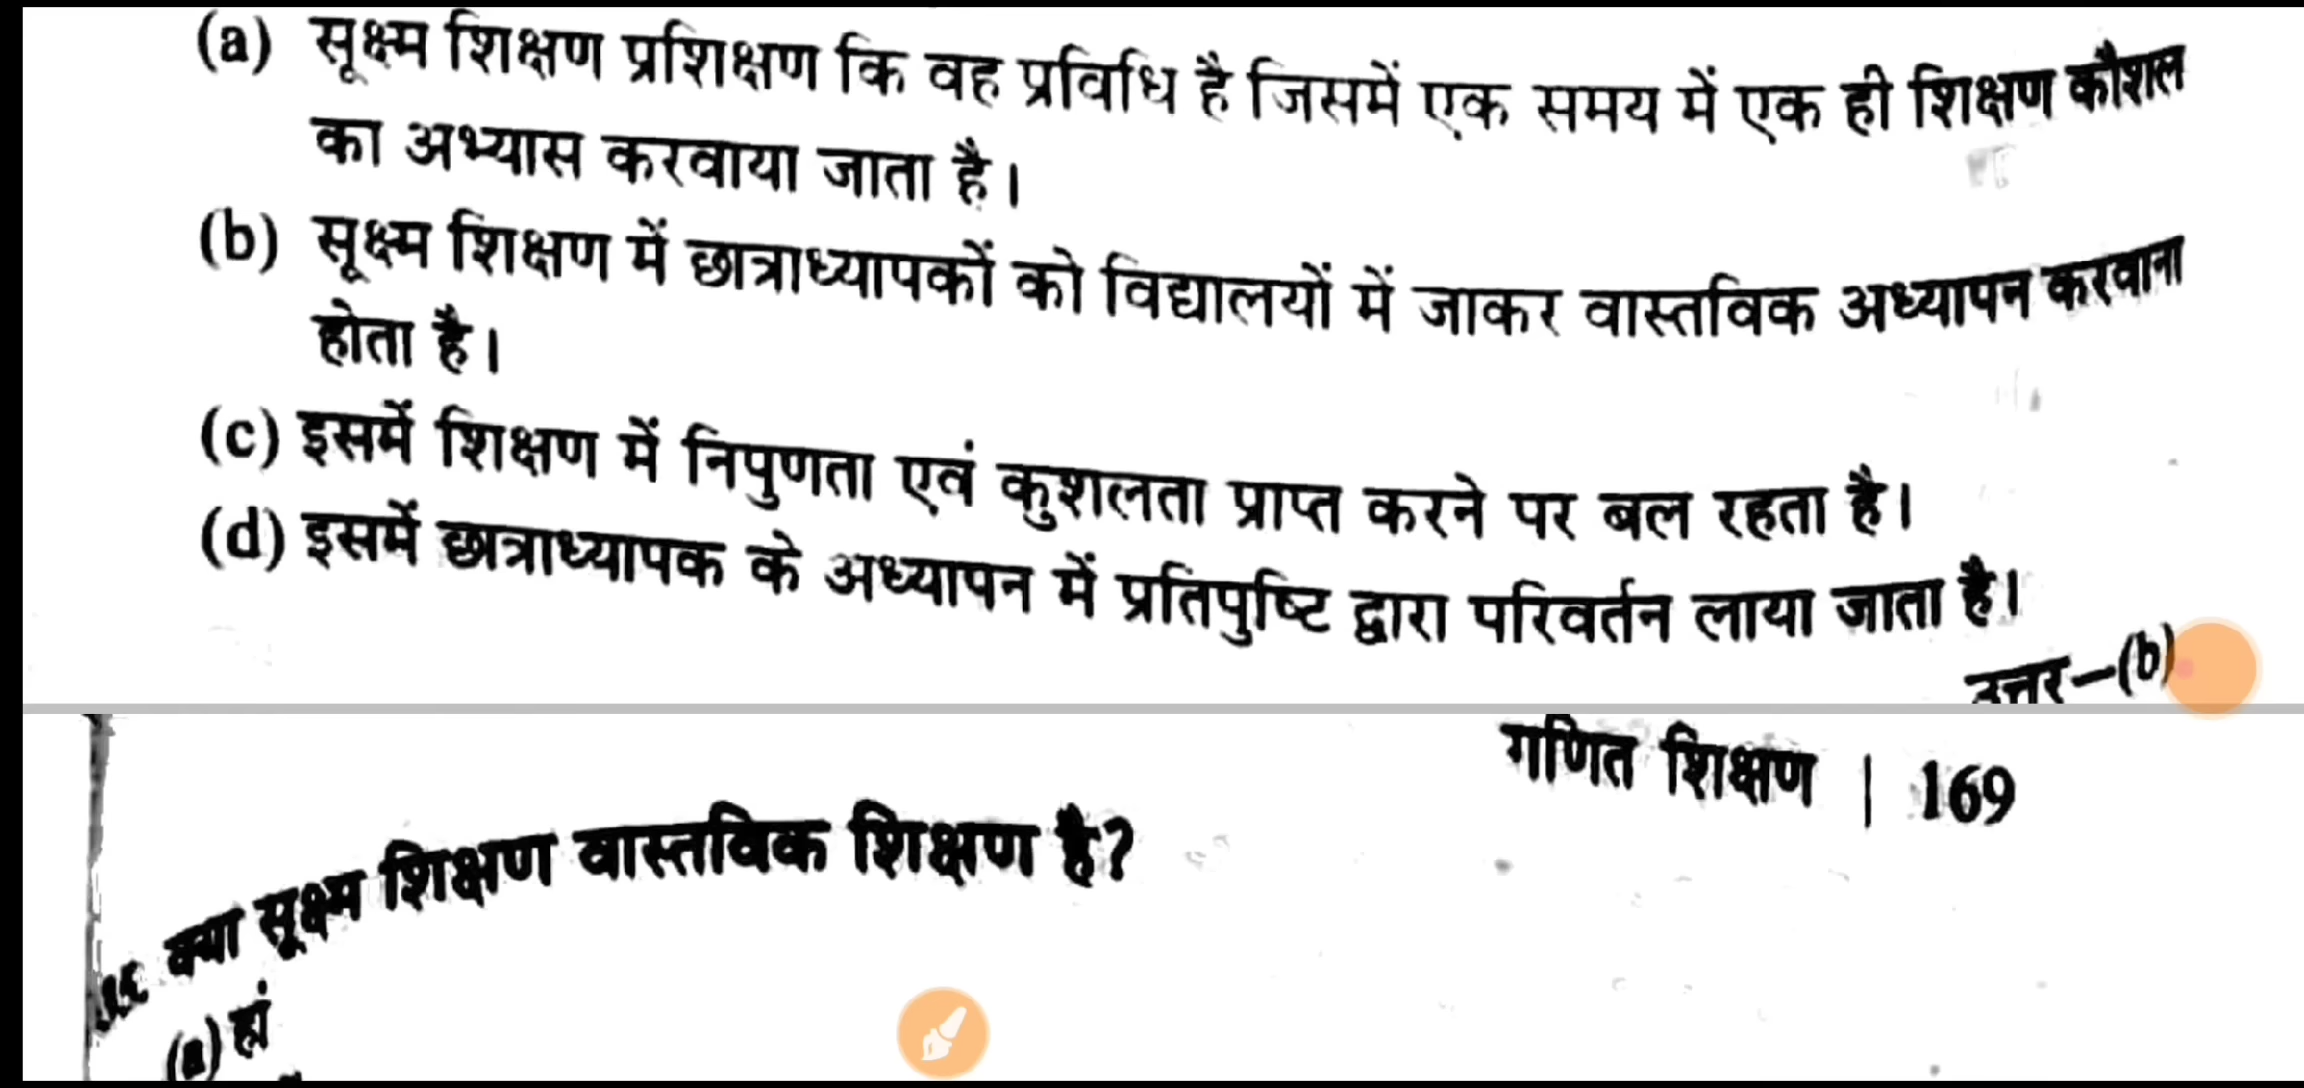 (a) सूक्ष्म शिक्षण प्रशिक्षण कि वह प्रविधि है जिसमें एक समय में एक ही शिक्षण कौशल
का अभ्यास करवाया जाता है।
(b) सूक्ष्म शिक्षण में छात्राध्यापकों को विद्यालयों में जाकर वास्तविक अध्यापन करवाना
होता है।
(c) इसमें शिक्षण में निपुणता एवं कुशलता प्राप्त करने पर बल रहता है।
(d) इसमें छात्राध्यापक के अध्यापन में प्रतिपुष्टि द्वारा परिवर्तन लाया जाता है।
उत्तर–(b)
गणित शिक्षण | 169
क्या सूक्ष्म शिक्षण वास्तविक शिक्षण है?
(a) हां